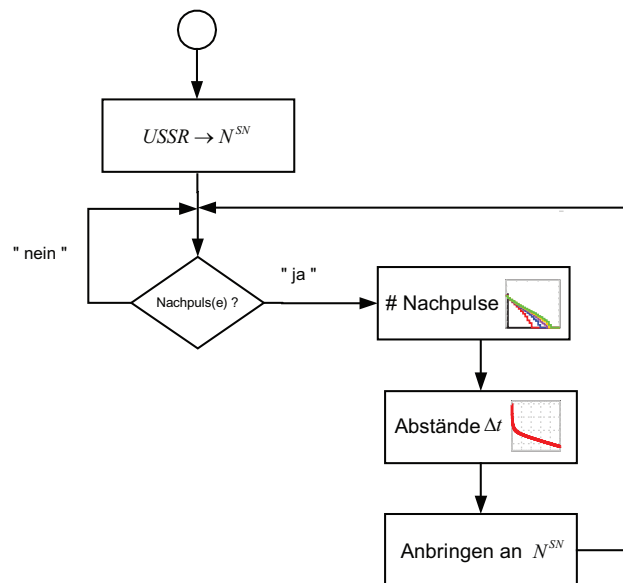 USSR → N^{SN}
" nein "
" ja "
Nachpuls(e) ?
# Nachpulse
Abstände Δt
Anbringen an N^{SN}